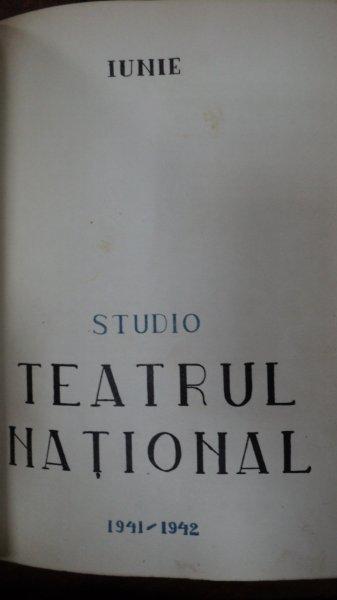 IUNIE
STUDIO
TEATRUL
NAȚIONAL
1941-1942